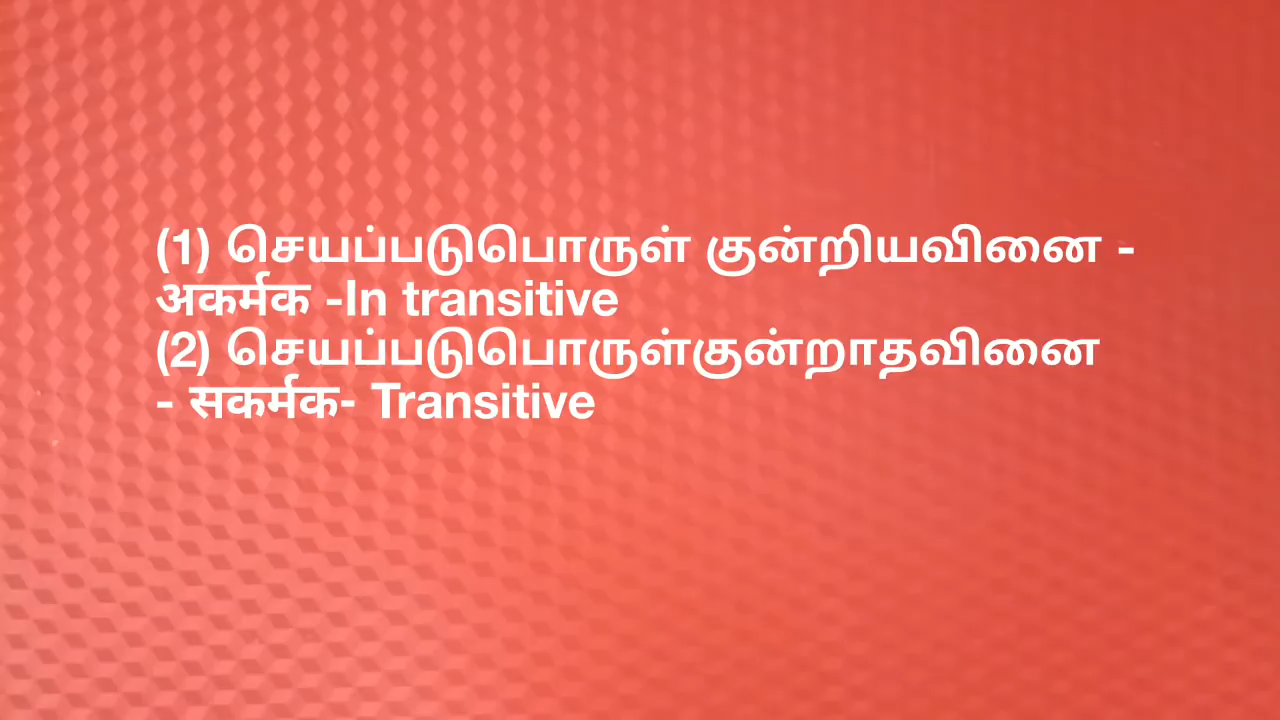 (1) செயப்படுபொருள் குன்றியவினை -
अकर्मक -In transitive
(2) செயப்படுபொருள்குன்றாதவினை
- सकर्मक- Transitive